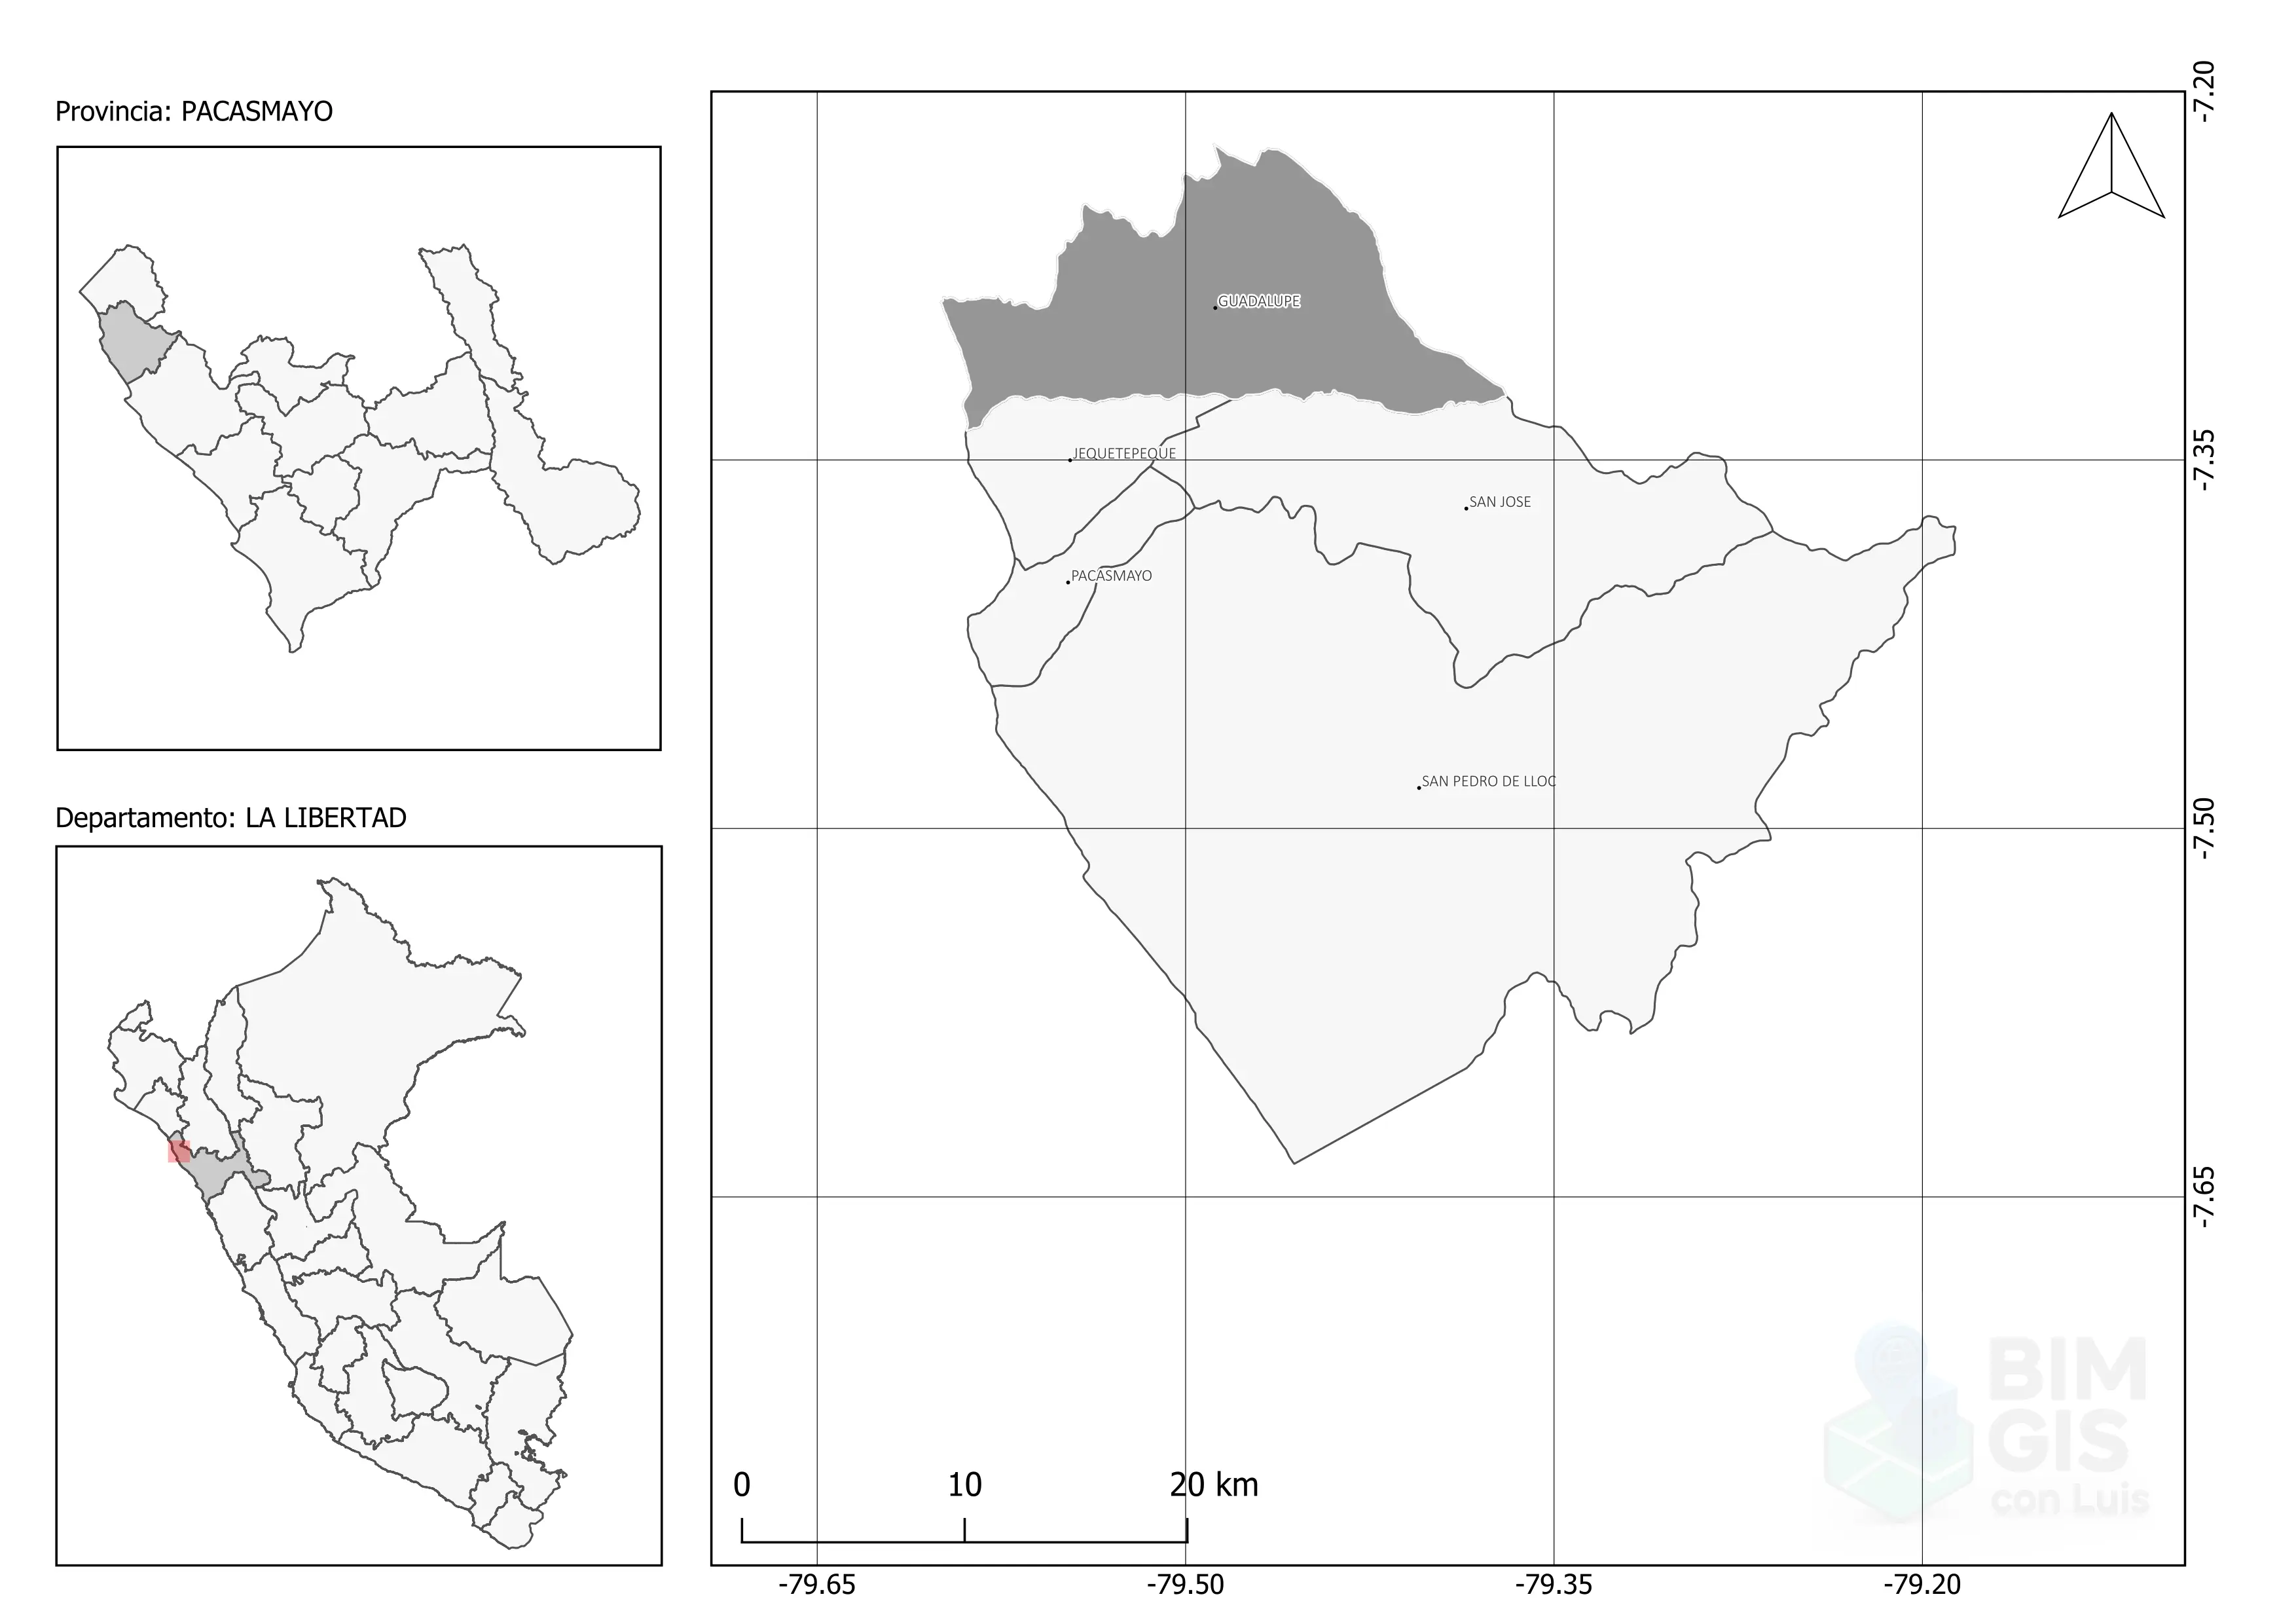 Provincia: PACASMAYO
Departamento: LA LIBERTAD
GUADALUPE
JEQUETEPEQUE
SAN JOSE
PACASMAYO
SAN PEDRO DE LLOC
-7.20
-7.35
-7.50
-7.65
0 10 20 km
-79.65 -79.50 -79.35 -79.20
BIM
GIS
con Luis